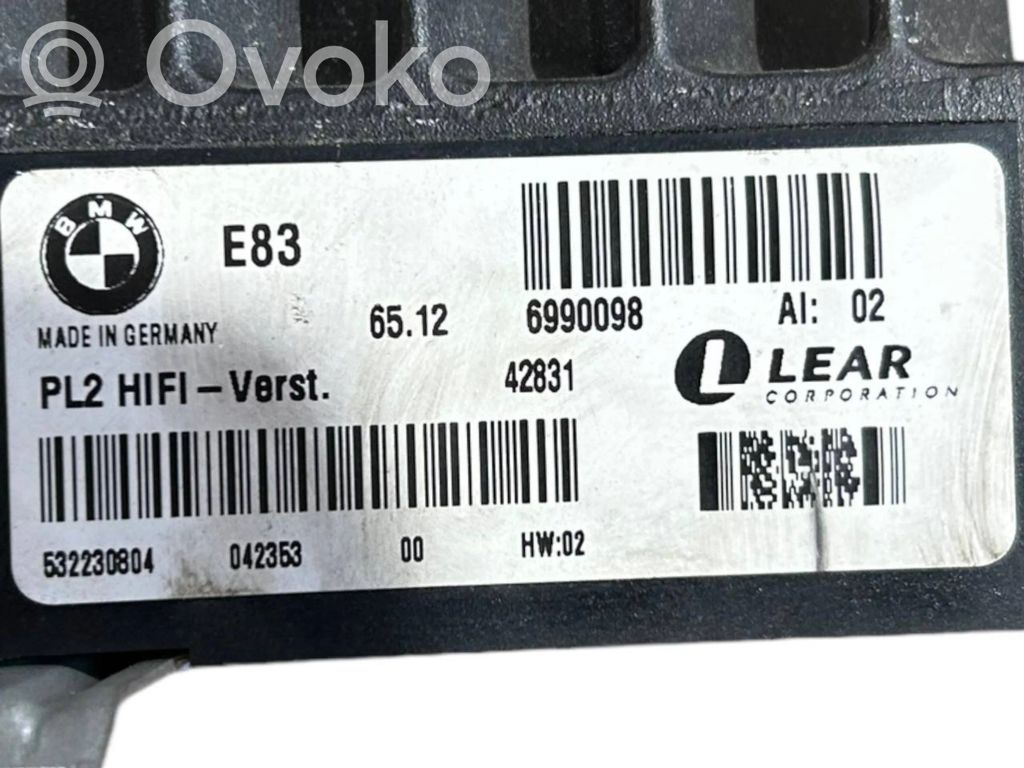 Ovoko
BMW
E83
MADE IN GERMANY
65.12 6990098 AI: 02
PL2 HIFI-Verst. 42831
LEAR
CORPORATION
532230804 042353 00 HW:02